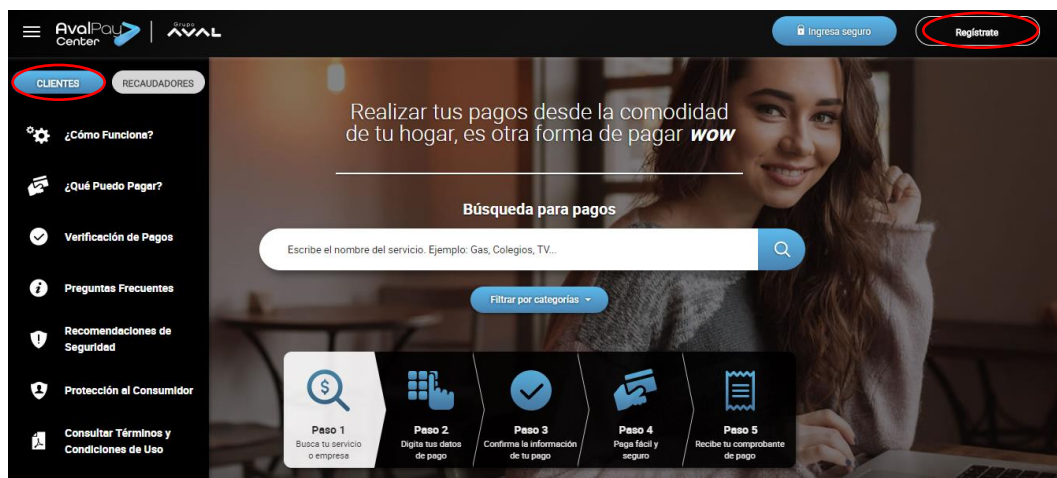 AvalPay
Center
Grupo
AVAL
Ingresa seguro
Regístrate
CLIENTES
RECAUDADORES
¿Cómo Funciona?
¿Qué Puedo Pagar?
Verificación de Pagos
Preguntas Frecuentes
Recomendaciones de
Seguridad
Protección al Consumidor
Consultar Términos y
Condiciones de Uso
Realizar tus pagos desde la comodidad
de tu hogar, es otra forma de pagar wow
Búsqueda para pagos
Escribe el nombre del servicio. Ejemplo: Gas, Colegios, TV...
Filtrar por categorías
Paso 1
Busca tu servicio
o empresa
Paso 2
Digita tus datos
de pago
Paso 3
Confirma la información
de tu pago
Paso 4
Paga fácil y
seguro
Paso 5
Recibe tu comprobante
de pago